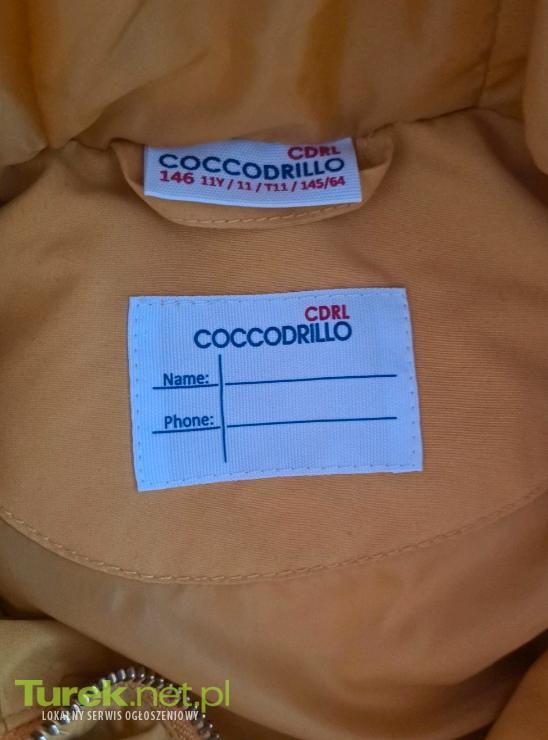 CDRL
COCCODRILLO
146 11Y / 11 / T11 / 145/64
CDRL
COCCODRILLO
Name:
Phone:
Turek.net.pl
LOKALNY SERWIS OGŁOSZENIOWY